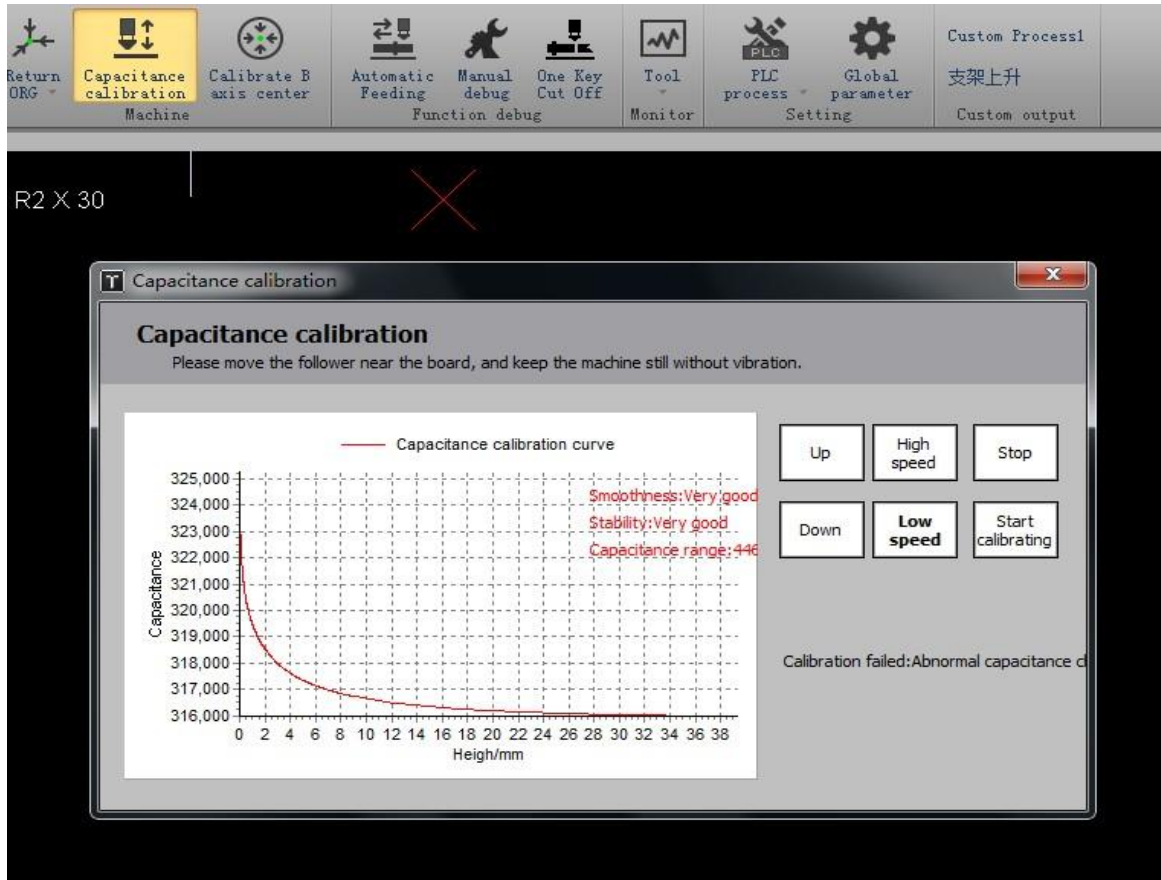 Return
ORG
Capacitance
calibration
Calibrate B
axis center
Automatic
Feeding
Manual
debug
One Key
Cut Off
Tool
PLC
PLC
process
Global
parameter
Custom Process1
支架上升
Machine
Function debug
Monitor
Setting
Custom output
R2 X 30
Capacitance calibration
Capacitance calibration
Please move the follower near the board, and keep the machine still without vibration.
Capacitance calibration curve
Smoothness:Very good
Stability:Very good
Capacitance range:446
Capacitance
325,000
324,000
323,000
322,000
321,000
320,000
319,000
318,000
317,000
316,000
0 2 4 6 8 10 12 14 16 18 20 22 24 26 28 30 32 34 36 38
Heigh/mm
Up
High
speed
Stop
Down
Low
speed
Start
calibrating
Calibration failed:Abnormal capacitance